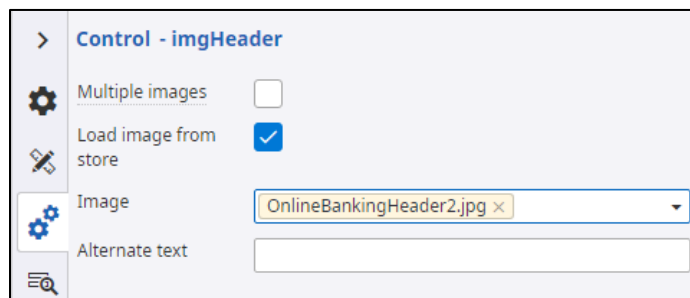 Control - imgHeader
Multiple images
Load image from
store
Image
OnlineBankingHeader2.jpg ×
Alternate text